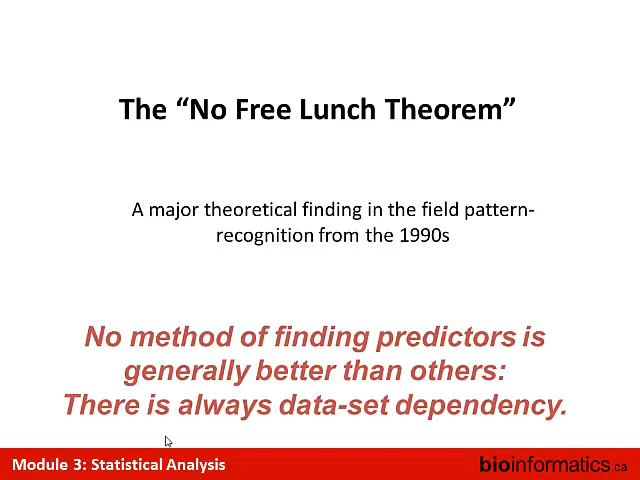 The “No Free Lunch Theorem”
A major theoretical finding in the field pattern-
recognition from the 1990s
No method of finding predictors is
generally better than others:
There is always data-set dependency.
Module 3: Statistical Analysis
bioinformatics.ca